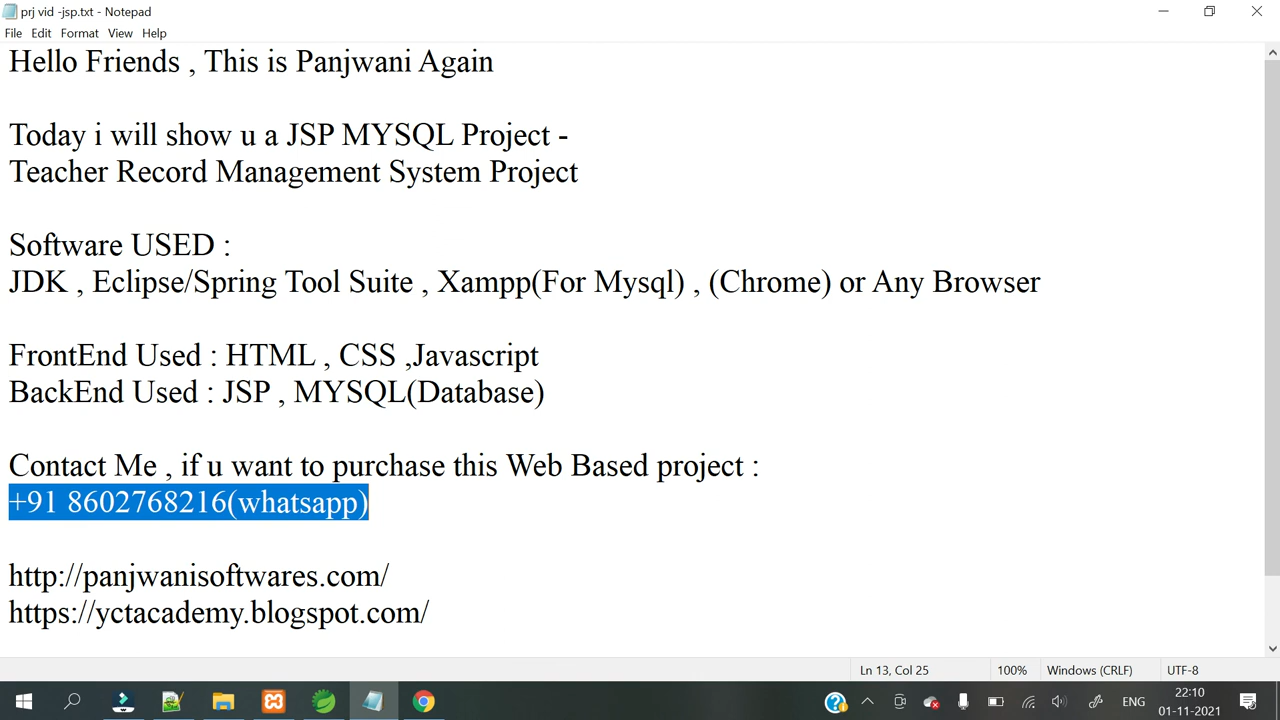 prj vid -jsp.txt - Notepad
File Edit Format View Help
Hello Friends , This is Panjwani Again
Today i will show u a JSP MYSQL Project -
Teacher Record Management System Project
Software USED :
JDK , Eclipse/Spring Tool Suite , Xampp(For Mysql) , (Chrome) or Any Browser
FrontEnd Used : HTML , CSS ,Javascript
BackEnd Used : JSP , MYSQL(Database)
Contact Me , if u want to purchase this Web Based project :
+91 8602768216(whatsapp)
http://panjwanisoftwares.com/
https://yctacademy.blogspot.com/
Ln 13, Col 25 100% Windows (CRLF) UTF-8
ENG 22:10
01-11-2021